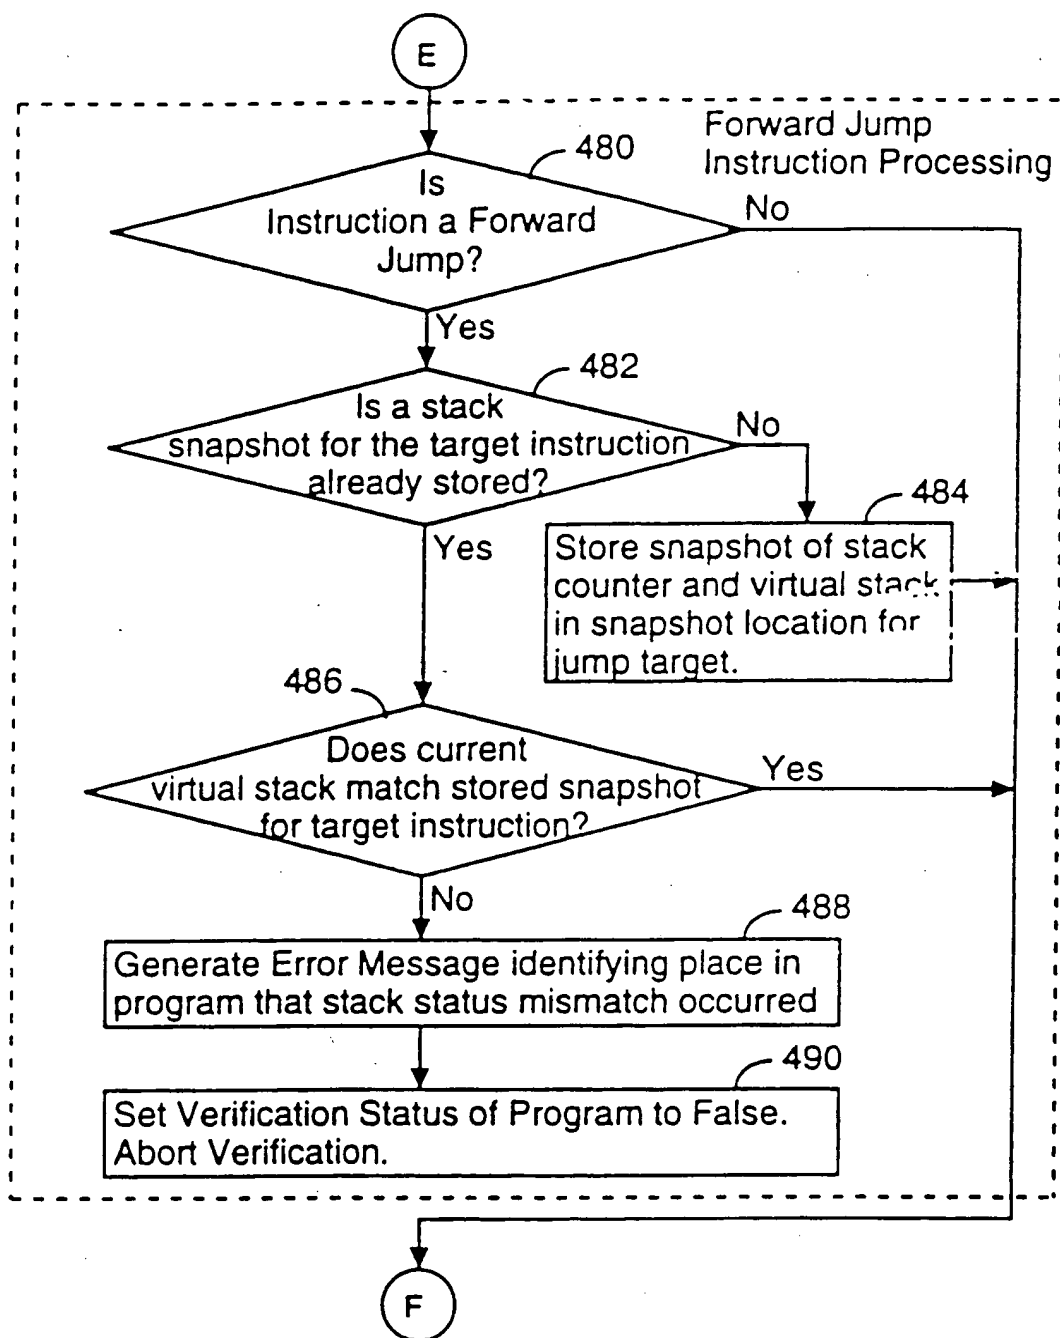 E
Forward Jump
Instruction Processing
480
Is
Instruction a Forward
Jump?
No
Yes
482
Is a stack
snapshot for the target instruction
already stored?
No
Yes
484
Store snapshot of stack
counter and virtual stack
in snapshot location for
jump target.
486
Does current
virtual stack match stored snapshot
for target instruction?
Yes
No
488
Generate Error Message identifying place in
program that stack status mismatch occurred
490
Set Verification Status of Program to False.
Abort Verification.
F